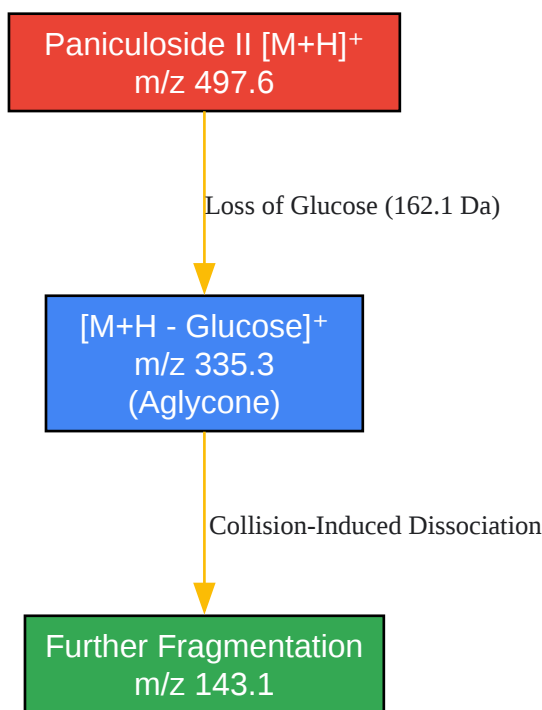 Paniculoside II [M+H]⁺
m/z 497.6
Loss of Glucose (162.1 Da)
[M+H - Glucose]⁺
m/z 335.3
(Aglycone)
Collision-Induced Dissociation
Further Fragmentation
m/z 143.1